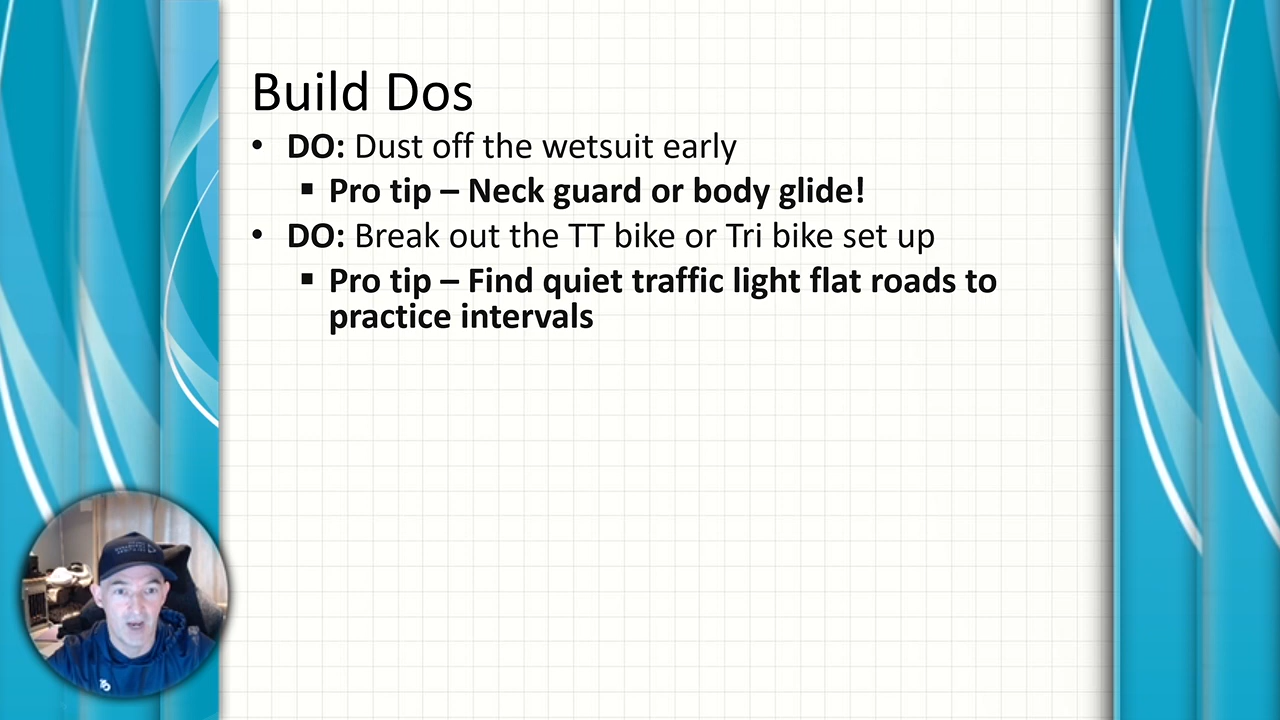 Build Dos
• DO: Dust off the wetsuit early
▪ Pro tip – Neck guard or body glide!
• DO: Break out the TT bike or Tri bike set up
▪ Pro tip – Find quiet traffic light flat roads to
practice intervals